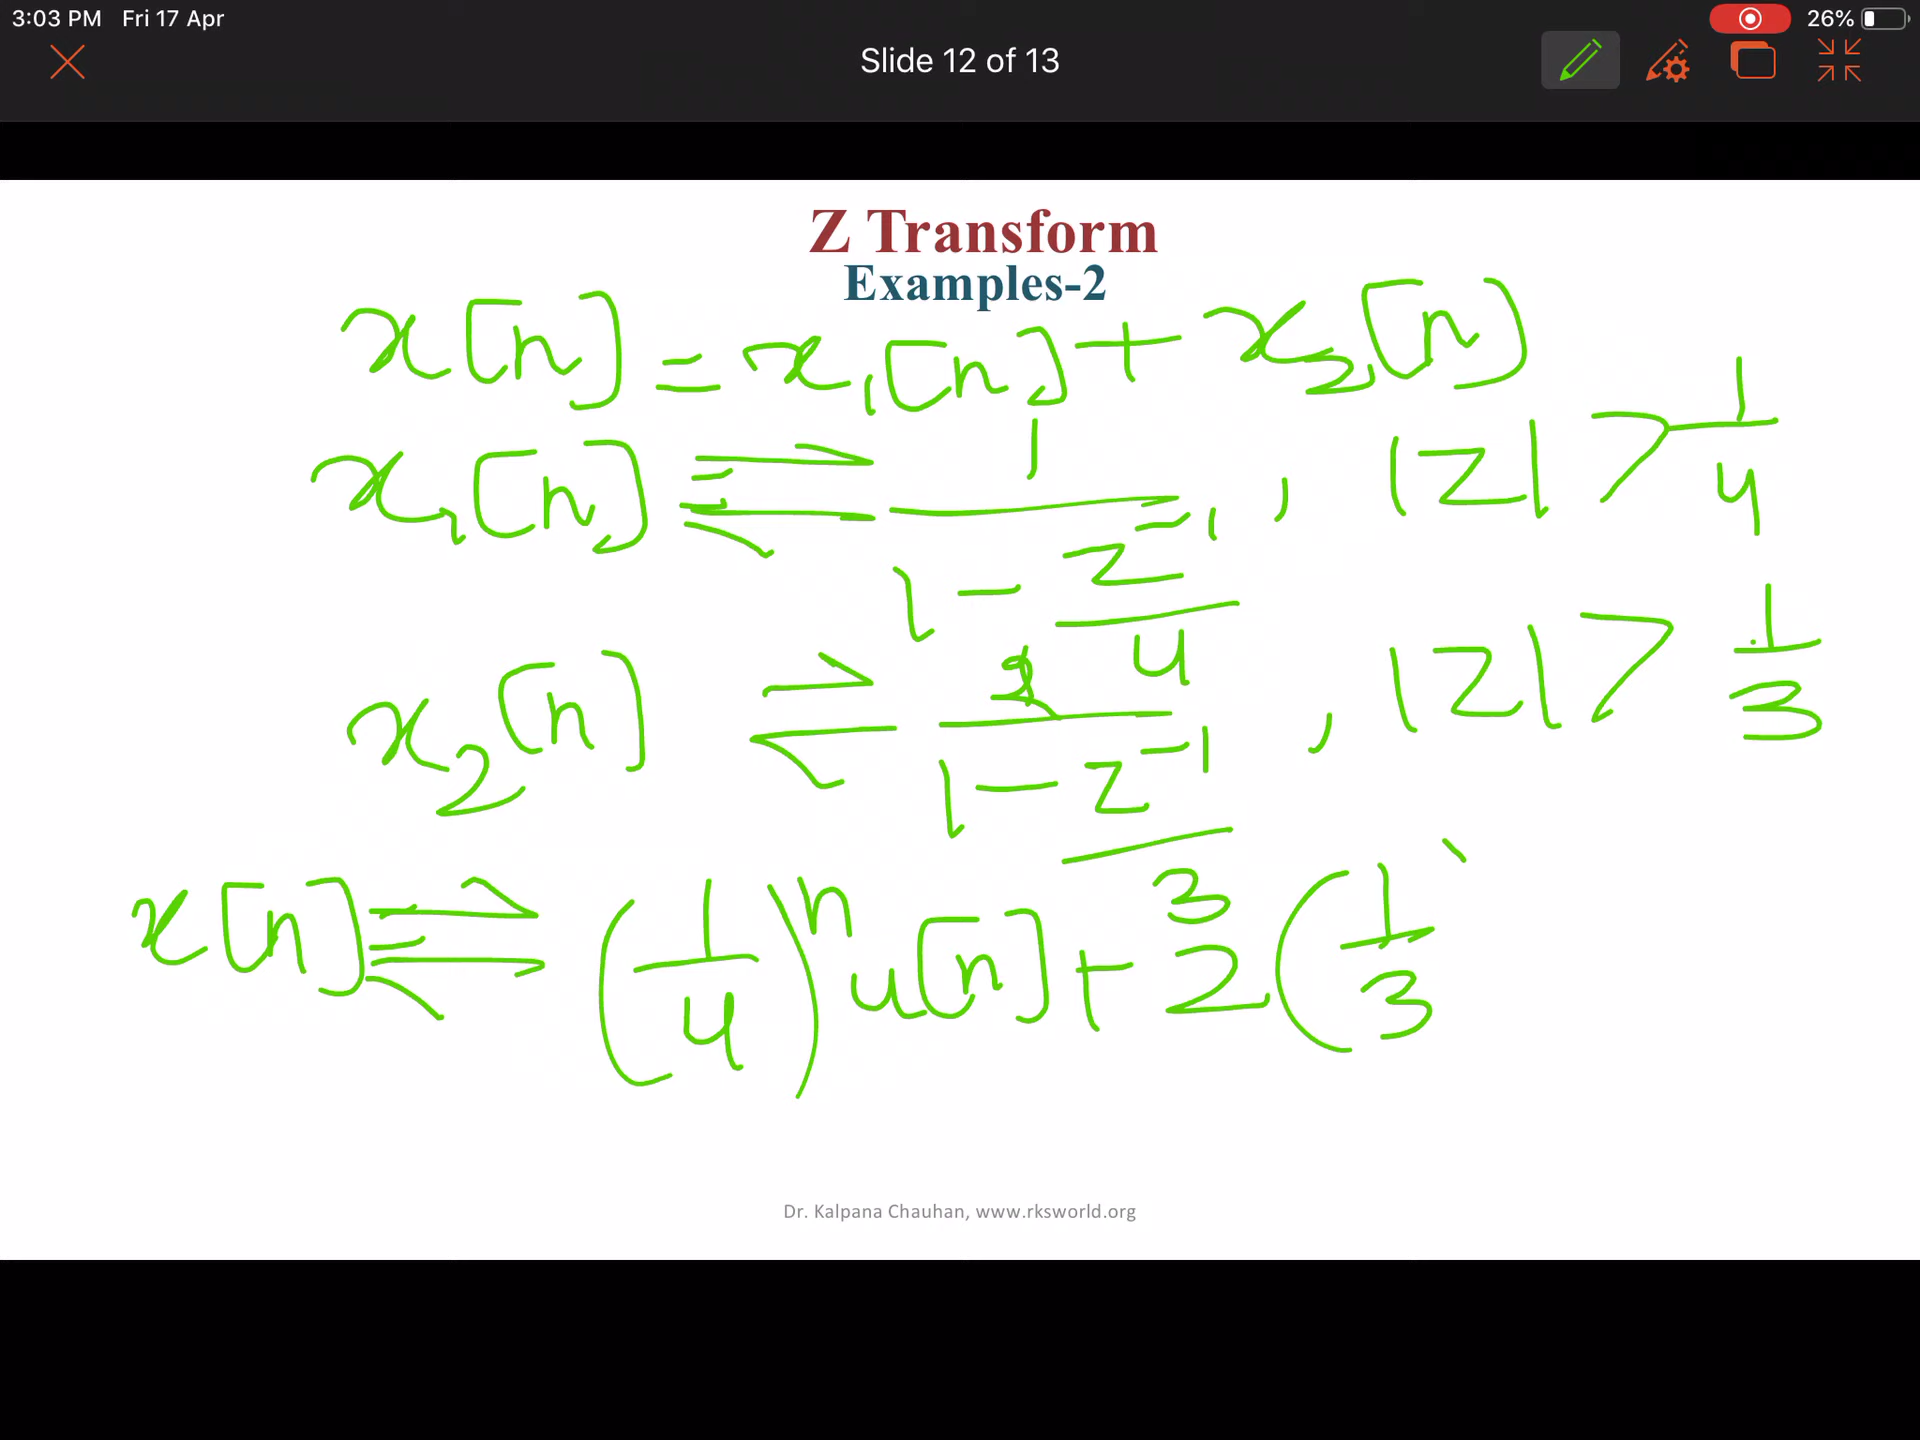 3:03 PM Fri 17 Apr
26%
Slide 12 of 13
Z Transform
Examples-2
x[n] = x₁[n] + x₂[n]
x₁[n] ⇌ 1 / (1 - z⁻¹/4) , |z| > 1/4
x₂[n] ⇌ 2 / (1 - z⁻¹/3) , |z| > 1/3
x[n] ⇌ (1/4)ⁿ u[n] + 2(1/3
Dr. Kalpana Chauhan, www.rksworld.org